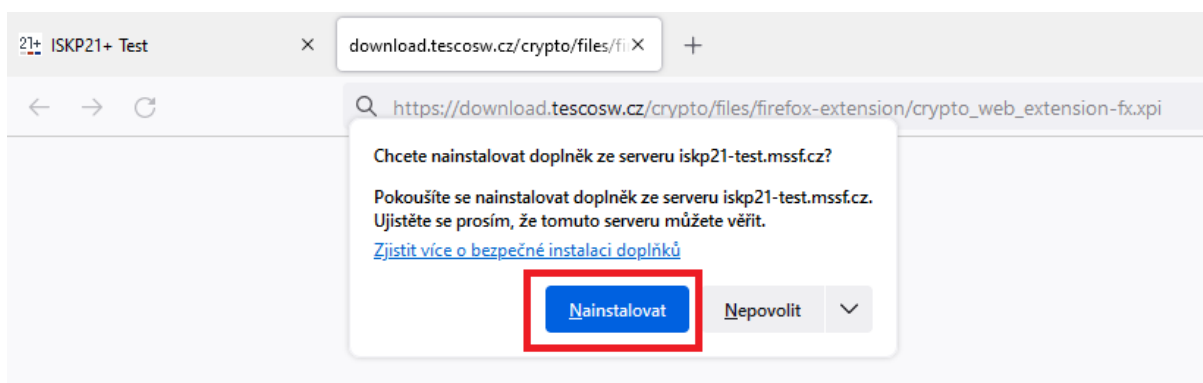 21+ ISKP21+ Test × download.tescosw.cz/crypto/files/fi × +
https://download.tescosw.cz/crypto/files/firefox-extension/crypto_web_extension-fx.xpi
Chcete nainstalovat doplněk ze serveru iskp21-test.mssf.cz?
Pokoušíte se nainstalovat doplněk ze serveru iskp21-test.mssf.cz.
Ujistěte se prosím, že tomuto serveru můžete věřit.
Zjistit více o bezpečné instalaci doplňků
Nainstalovat Nepovolit